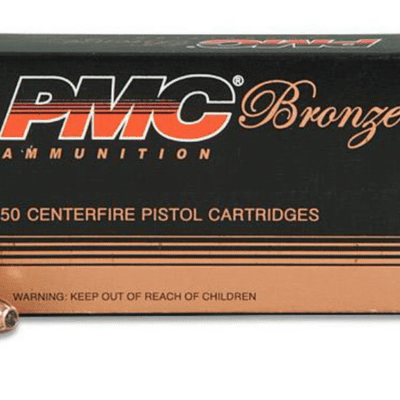 PMC® Bronze
AMMUNITION
50 CENTERFIRE PISTOL CARTRIDGES
WARNING: KEEP OUT OF REACH OF CHILDREN